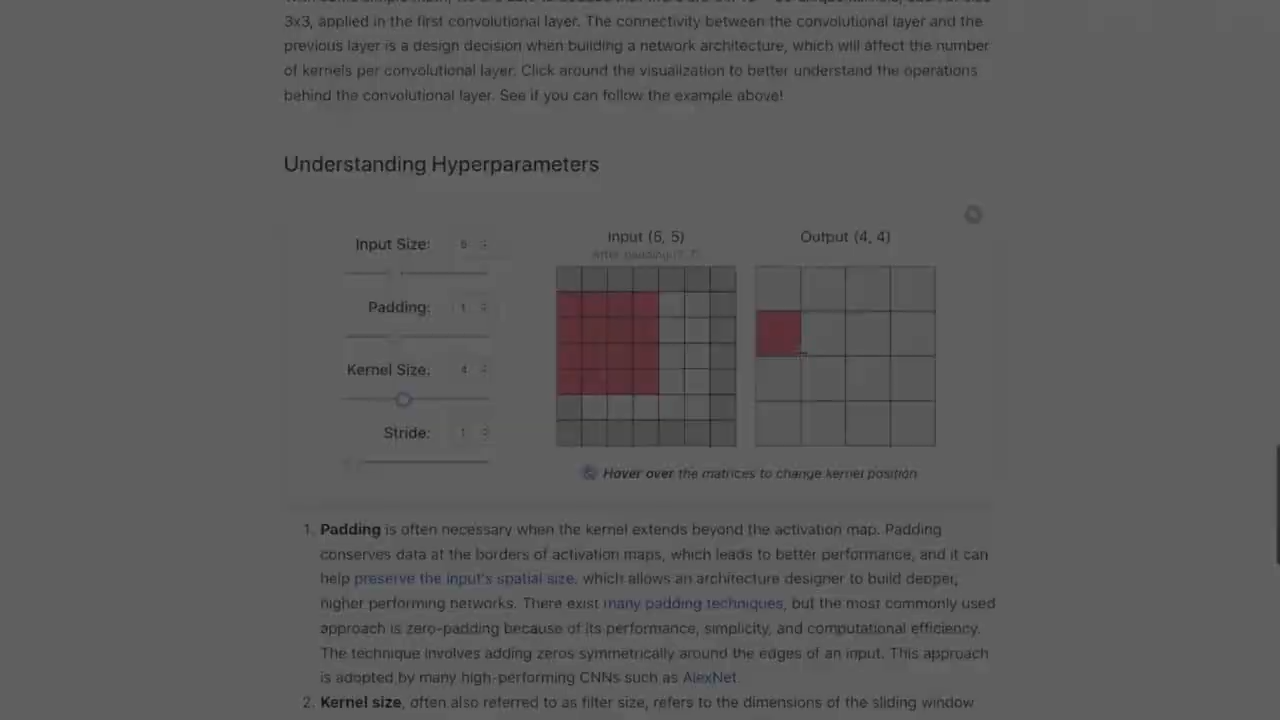 3x3, applied in the first convolutional layer. The connectivity between the convolutional layer and the
previous layer is a design decision when building a network architecture, which will affect the number
of kernels per convolutional layer. Click around the visualization to better understand the operations
behind the convolutional layer. See if you can follow the example above!
Understanding Hyperparameters
Input Size: 5
Padding: 1
Kernel Size: 4
Stride: 1
Input (5, 5)
After padding (7, 7)
Output (4, 4)
Hover over the matrices to change kernel position
1. Padding is often necessary when the kernel extends beyond the activation map. Padding
conserves data at the borders of activation maps, which leads to better performance, and it can
help preserve the input's spatial size, which allows an architecture designer to build deeper,
higher performing networks. There exist many padding techniques, but the most commonly used
approach is zero-padding because of its performance, simplicity, and computational efficiency.
The technique involves adding zeros symmetrically around the edges of an input. This approach
is adopted by many high-performing CNNs such as AlexNet.
2. Kernel size, often also referred to as filter size, refers to the dimensions of the sliding window